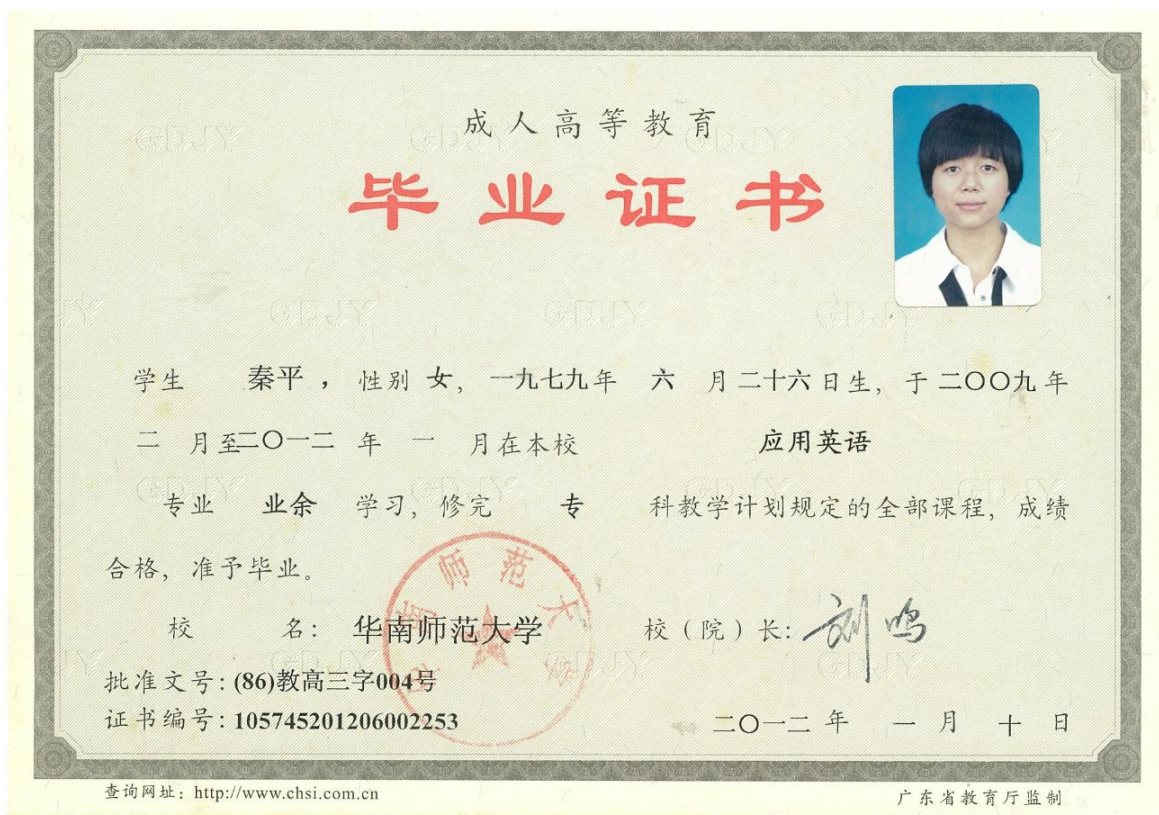 成人高等教育
毕业证书
学生 秦平，性别 女，一九七九年 六 月二十六日生，于二〇〇九年
二 月至二〇一二 年 一 月在本校 应用英语
专业 业余 学习，修完 专 科教学计划规定的全部课程，成绩
合格，准予毕业。
校 名：华南师范大学 校（院）长：刘鸣
批准文号：(86)教高三字004号
证书编号：105745201206002253 二〇一二 年 一 月 十 日
查询网址：http://www.chsi.com.cn 广东省教育厅监制